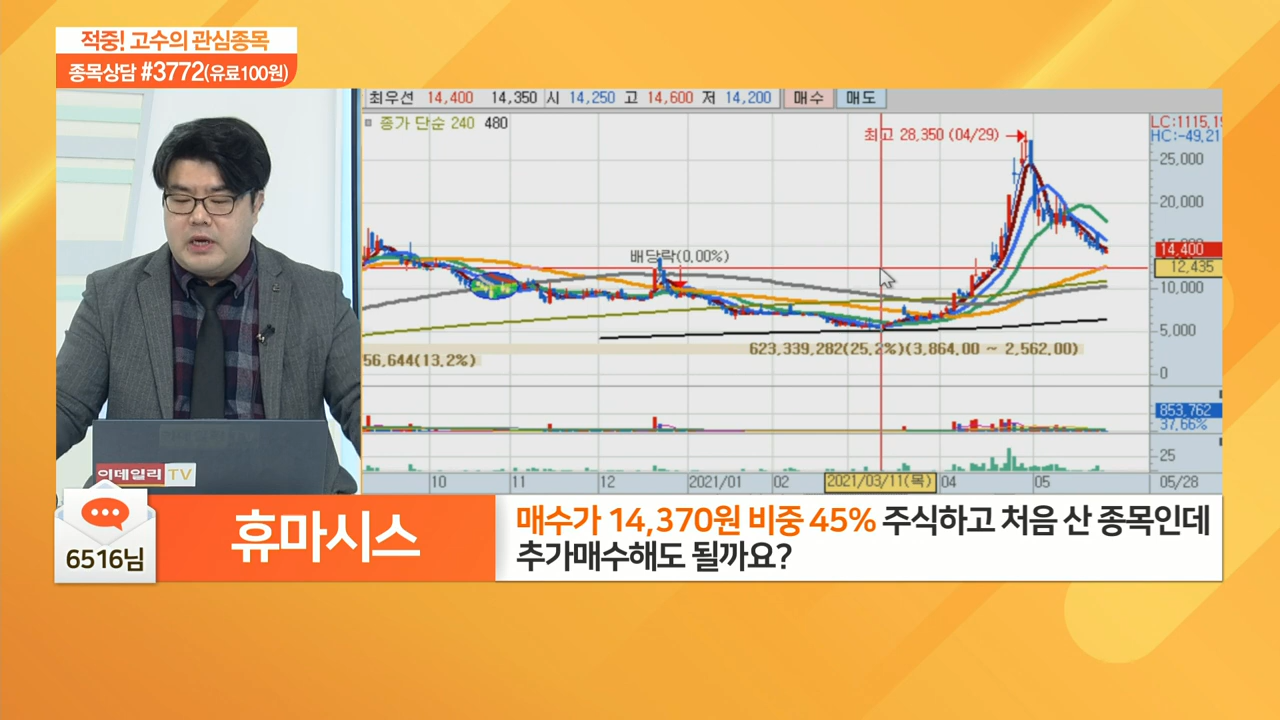 적중! 고수의 관심종목
종목상담 #3772(유료100원)
최우선 14,400 14,350 시 14,250 고 14,600 저 14,200 매수 매도
종가 단순 240 480
최고 28,350 (04/29)
LC:1115,15
HC:-49,21
25,000
20,000
14,400
12,435
10,000
5,000
0
배당락(0,00%)
56,644(13,2%)
623,339,282(25,2%)(3,864,00 ~ 2,562,00)
853,762
37,66%
25
10 11 12 2021/01 02 2021/03/11(목) 04 05 05/28
이데일리 TV
6516님
휴마시스
매수가 14,370원 비중 45% 주식하고 처음 산 종목인데
추가매수해도 될까요?